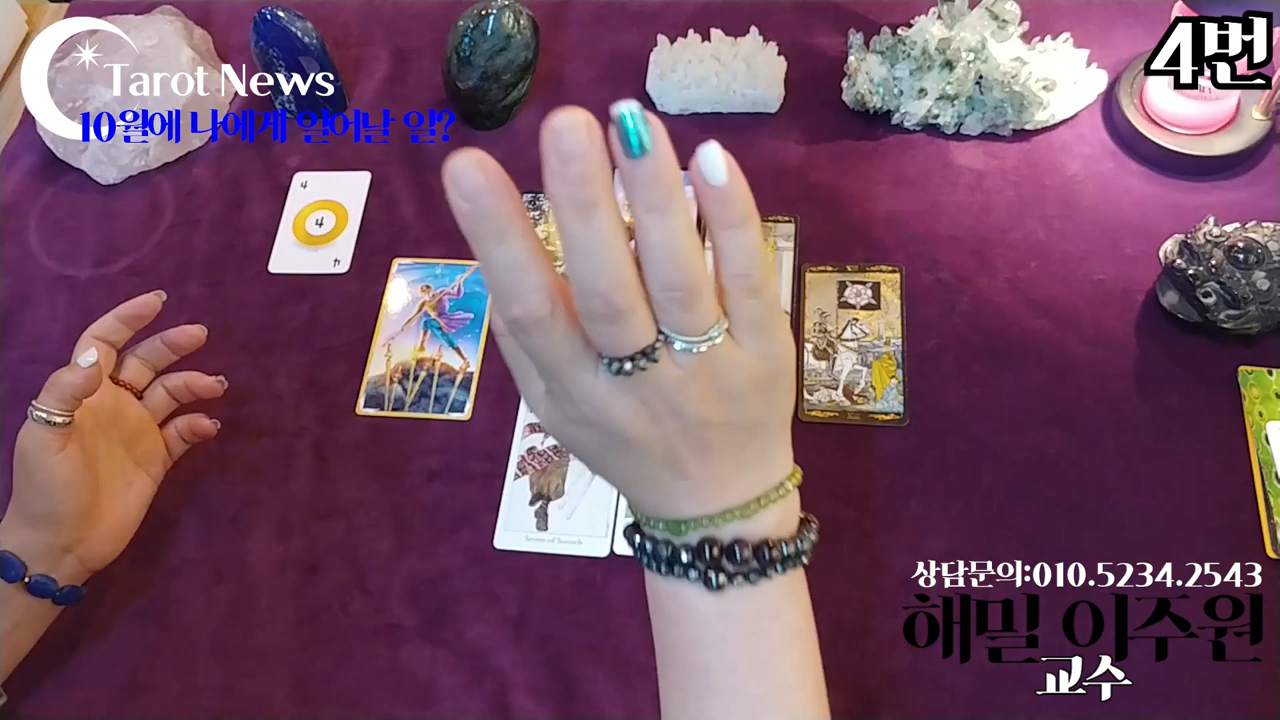 Tarot News
10월에 나에게 일어날 일?
4번
4
4
4
Seven of Swords
상담문의:010.5234.2543
해밀 이주원
교수